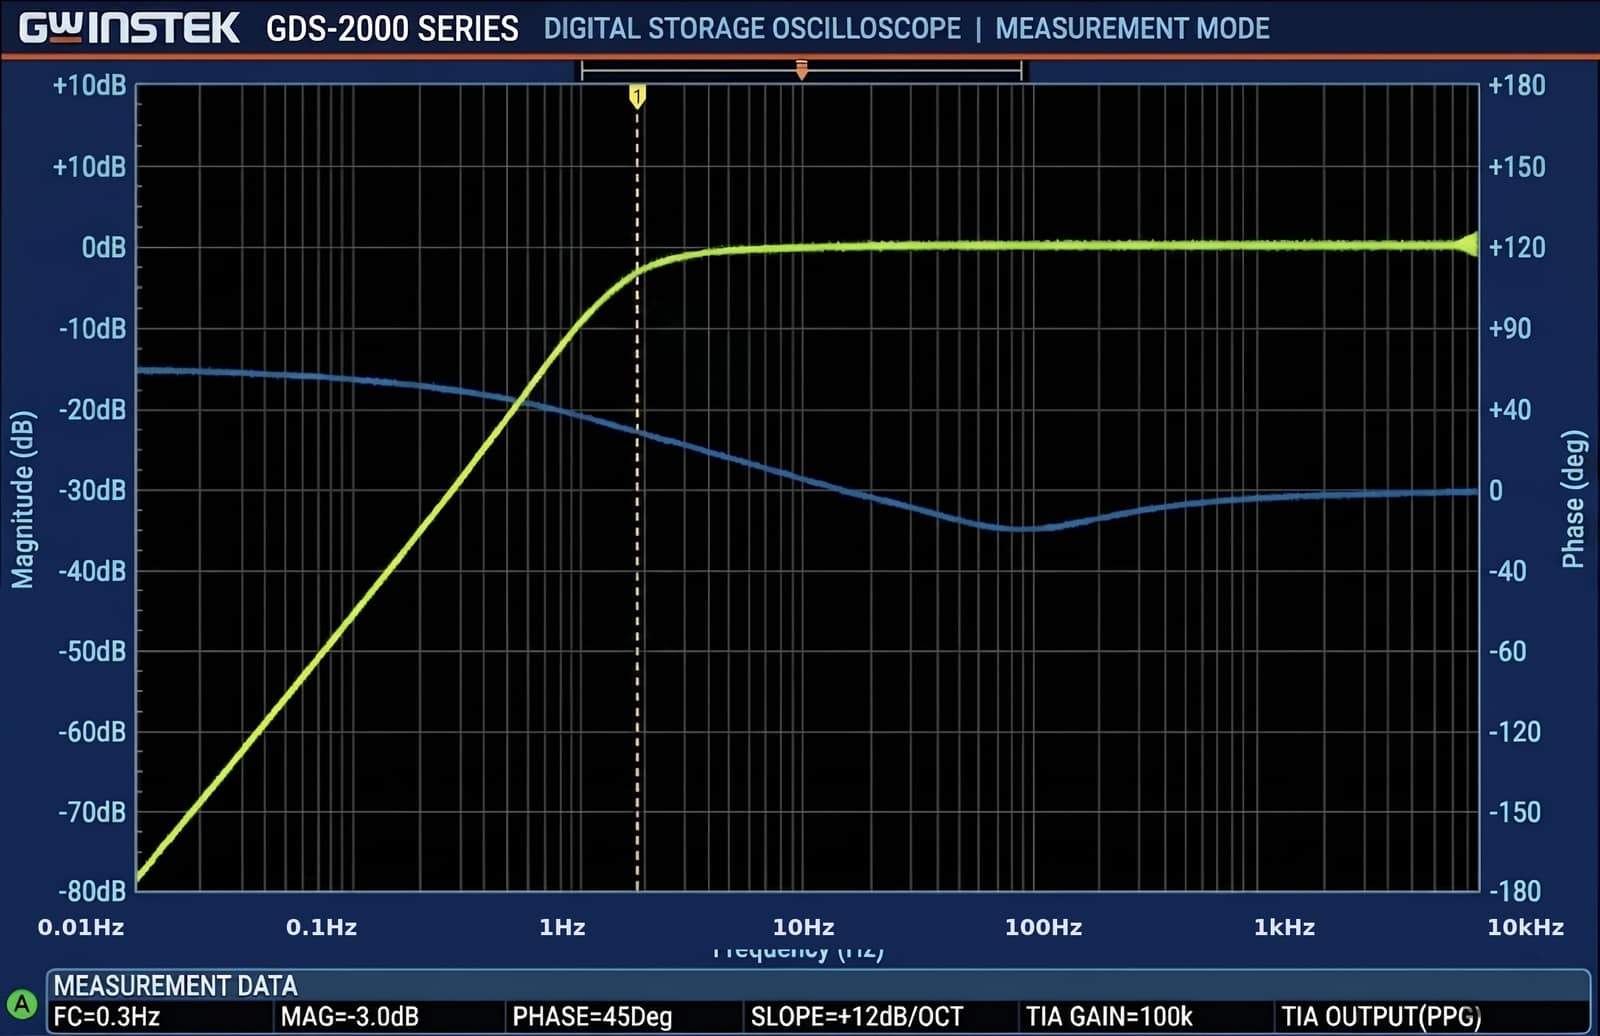 GWINSTEK GDS-2000 SERIES DIGITAL STORAGE OSCILLOSCOPE | MEASUREMENT MODE
1
+10dB +180
+10dB +150
0dB +120
-10dB +90
-20dB +40
-30dB 0
-40dB -40
-50dB -60
-60dB -120
-70dB -150
-80dB -180
Magnitude (dB)
Phase (deg)
0.01Hz 0.1Hz 1Hz 10Hz 100Hz 1kHz 10kHz
Frequency (Hz)
A
MEASUREMENT DATA
FC=0.3Hz MAG=-3.0dB PHASE=45Deg SLOPE=+12dB/OCT TIA GAIN=100k TIA OUTPUT(PPG)